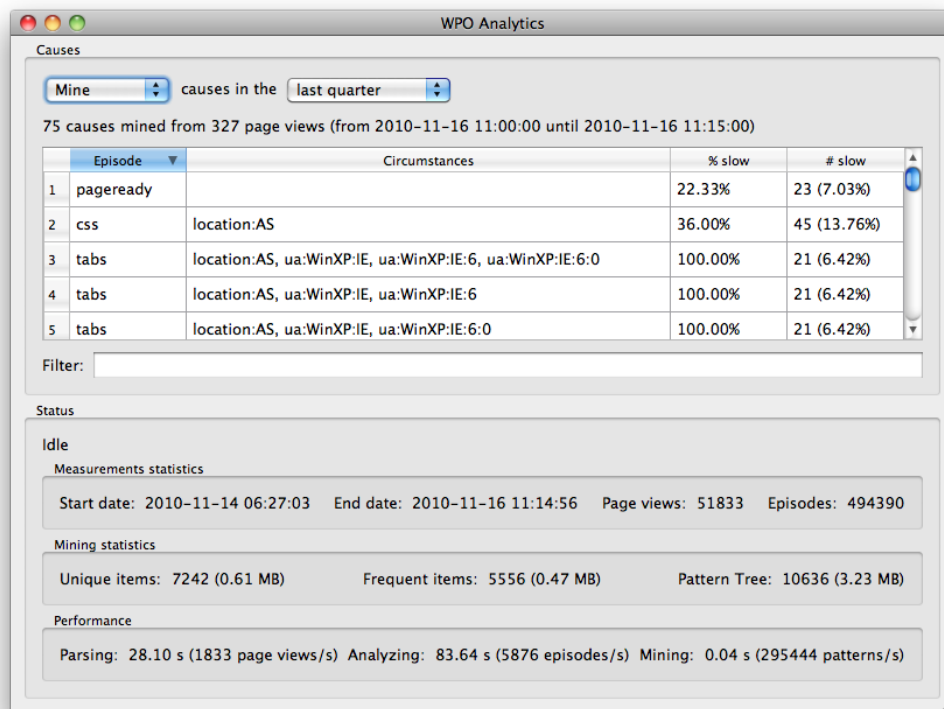 WPO Analytics
Causes
Mine causes in the last quarter
75 causes mined from 327 page views (from 2010-11-16 11:00:00 until 2010-11-16 11:15:00)
Episode Circumstances % slow # slow
1 pageready 22.33% 23 (7.03%)
2 css location:AS 36.00% 45 (13.76%)
3 tabs location:AS, ua:WinXP:IE, ua:WinXP:IE:6, ua:WinXP:IE:6:0 100.00% 21 (6.42%)
4 tabs location:AS, ua:WinXP:IE, ua:WinXP:IE:6 100.00% 21 (6.42%)
5 tabs location:AS, ua:WinXP:IE, ua:WinXP:IE:6:0 100.00% 21 (6.42%)
Filter:
Status
Idle
Measurements statistics
Start date: 2010-11-14 06:27:03 End date: 2010-11-16 11:14:56 Page views: 51833 Episodes: 494390
Mining statistics
Unique items: 7242 (0.61 MB) Frequent items: 5556 (0.47 MB) Pattern Tree: 10636 (3.23 MB)
Performance
Parsing: 28.10 s (1833 page views/s) Analyzing: 83.64 s (5876 episodes/s) Mining: 0.04 s (295444 patterns/s)